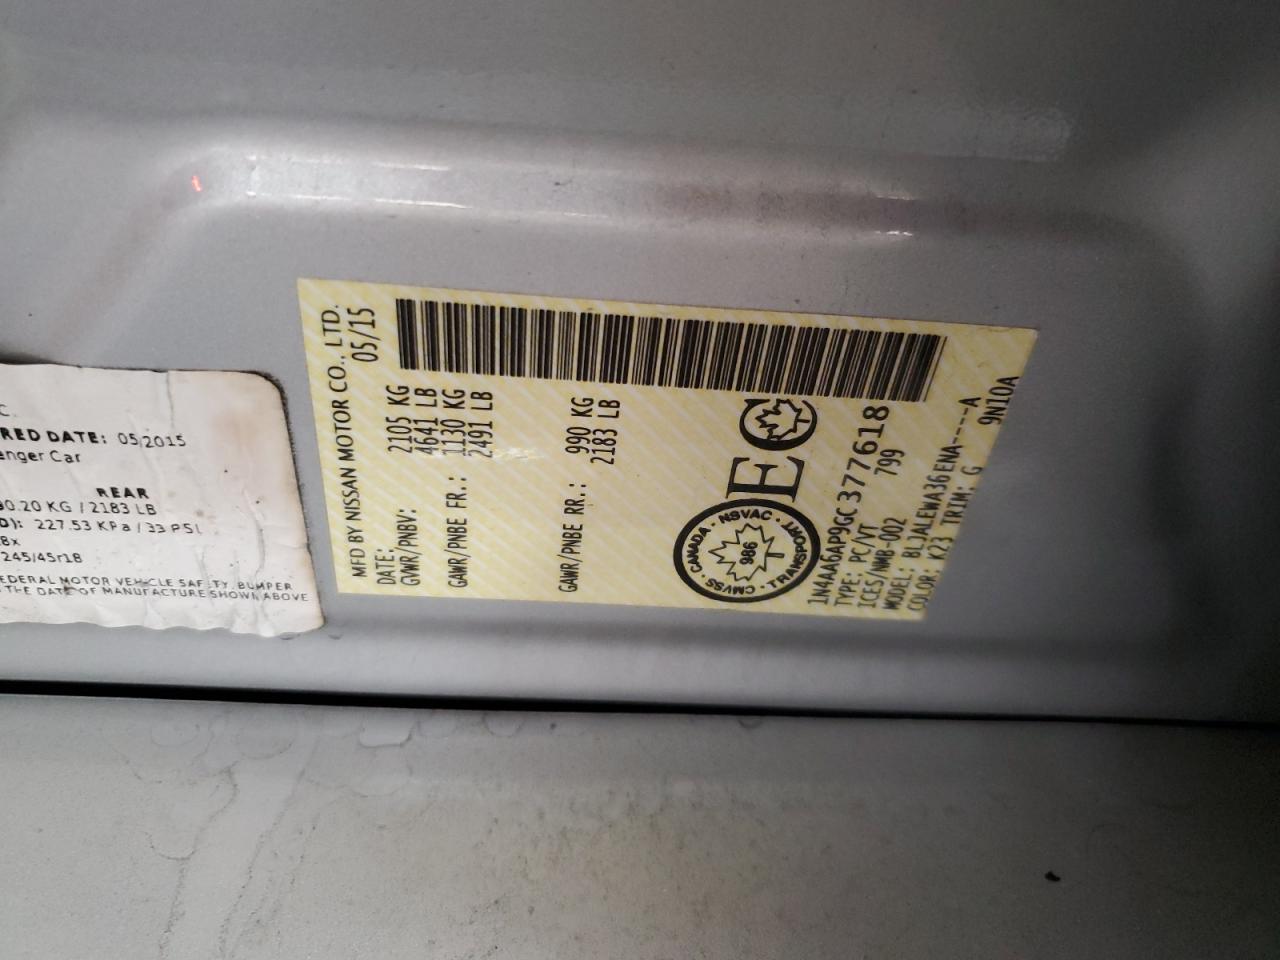 C.
RED DATE: 05/2015
enger Car
REAR
0.20 KG / 2183 LB
D): 227.53 KPa / 33 PSI
8x
245/45r18
EDERAL MOTOR VEHICLE SAFETY, BUMPER
THE DATE OF MANUFACTURE SHOWN ABOVE
MFD BY NISSAN MOTOR CO., LTD.
DATE: 05/15
GVWR/PNBV: 2105 KG
4641 LB
GAWR/PNBE FR.: 1130 KG
2491 LB
GAWR/PNBE RR.: 990 KG
2183 LB
CANADA · NSVAC · TRANSPORT · CMVSS
986
T
EC
1N4AA6AP9GC377618
TYPE: PC/VT 799
ICES/NMB-002
MODEL: BLJALEWA36ENA----A
COLOR: K23 TRIM: G 9N10A